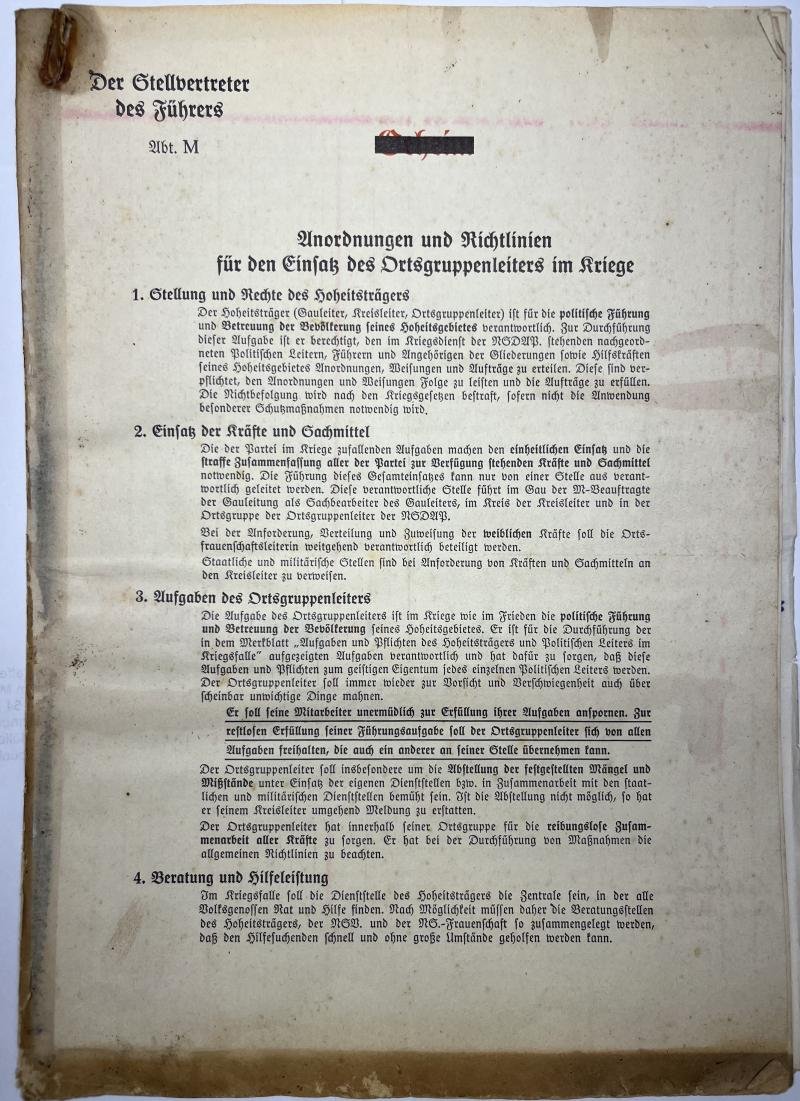 Der Stellvertreter
des Führers
Abt. M
Anordnungen und Richtlinien
für den Einsatz des Ortsgruppenleiters im Kriege
1. Stellung und Rechte des Hoheitsträgers
Der Hoheitsträger (Gauleiter, Kreisleiter, Ortsgruppenleiter) ist für die politische Führung
und Betreuung der Bevölkerung seines Hoheitsgebietes verantwortlich. Zur Durchführung
dieser Aufgabe ist er berechtigt, den im Kriegsdienst der NSDAP. stehenden nachgeord-
neten Politischen Leitern, Führern und Angehörigen der Gliederungen sowie Hilfskräften
seines Hoheitsgebietes Anordnungen, Weisungen und Aufträge zu erteilen. Diese sind ver-
pflichtet, den Anordnungen und Weisungen Folge zu leisten und die Aufträge zu erfüllen.
Die Nichtbefolgung wird nach den Kriegsgesetzen bestraft, sofern nicht die Anwendung
besonderer Schutzmaßnahmen notwendig wird.
2. Einsatz der Kräfte und Sachmittel
Die der Partei im Kriege zufallenden Aufgaben machen den einheitlichen Einsatz und die
straffe Zusammenfassung aller der Partei zur Verfügung stehenden Kräfte und Sachmittel
notwendig. Die Führung dieses Gesamteinsatzes kann nur von einer Stelle aus verant-
wortlich geleitet werden. Diese verantwortliche Stelle führt im Gau der M-Beauftragte
der Gauleitung als Sachbearbeiter des Gauleiters, im Kreis der Kreisleiter und in der
Ortsgruppe der Ortsgruppenleiter der NSDAP.
Bei der Anforderung, Verteilung und Zuweisung der weiblichen Kräfte soll die Orts-
frauenschaftsleiterin weitgehend verantwortlich beteiligt werden.
Staatliche und militärische Stellen sind bei Anforderung von Kräften und Sachmitteln an
den Kreisleiter zu verweisen.
3. Aufgaben des Ortsgruppenleiters
Die Aufgabe des Ortsgruppenleiters ist im Kriege wie im Frieden die politische Führung
und Betreuung der Bevölkerung seines Hoheitsgebietes. Er ist für die Durchführung der
in dem Merkblatt „Aufgaben und Pflichten des Hoheitsträgers und Politischen Leiters im
Kriegsfalle" aufgezeigten Aufgaben verantwortlich und hat dafür zu sorgen, daß diese
Aufgaben und Pflichten zum geistigen Eigentum jedes einzelnen Politischen Leiters werden.
Der Ortsgruppenleiter soll immer wieder zur Vorsicht und Verschwiegenheit auch über
scheinbar unwichtige Dinge mahnen.
Er soll seine Mitarbeiter unermüdlich zur Erfüllung ihrer Aufgaben anspornen. Zur
restlosen Erfüllung seiner Führungsaufgabe soll der Ortsgruppenleiter sich von allen
Aufgaben freihalten, die auch ein anderer an seiner Stelle übernehmen kann.
Der Ortsgruppenleiter soll insbesondere um die Abstellung der festgestellten Mängel und
Mißstände unter Einsatz der eigenen Dienststellen bzw. in Zusammenarbeit mit den staat-
lichen und militärischen Dienststellen bemüht sein. Ist die Abstellung nicht möglich, so hat
er seinem Kreisleiter umgehend Meldung zu erstatten.
Der Ortsgruppenleiter hat innerhalb seiner Ortsgruppe für die reibungslose Zusam-
menarbeit aller Kräfte zu sorgen. Er hat bei der Durchführung von Maßnahmen die
allgemeinen Richtlinien zu beachten.
4. Beratung und Hilfeleistung
Im Kriegsfalle soll die Dienststelle des Hoheitsträgers die Zentrale sein, in der alle
Volksgenossen Rat und Hilfe finden. Nach Möglichkeit müssen daher die Beratungsstellen
des Hoheitsträgers, der NSV. und der NS.-Frauenschaft so zusammengelegt werden,
daß den Hilfesuchenden schnell und ohne große Umstände geholfen werden kann.